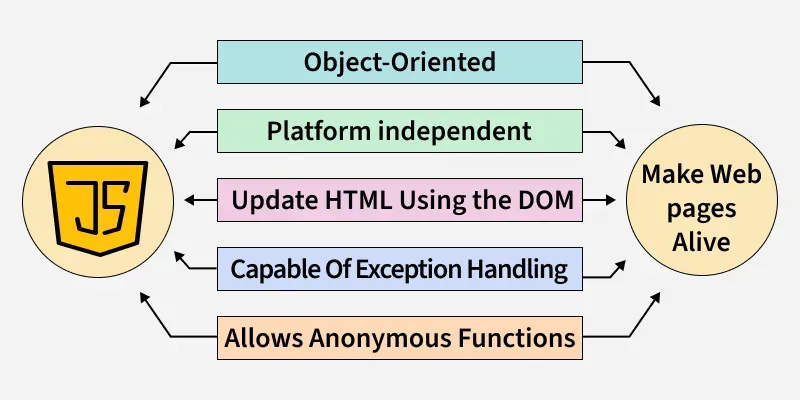 Object-Oriented
Platform independent
JS
Update HTML Using the DOM
Make Web
pages
Alive
Capable Of Exception Handling
Allows Anonymous Functions